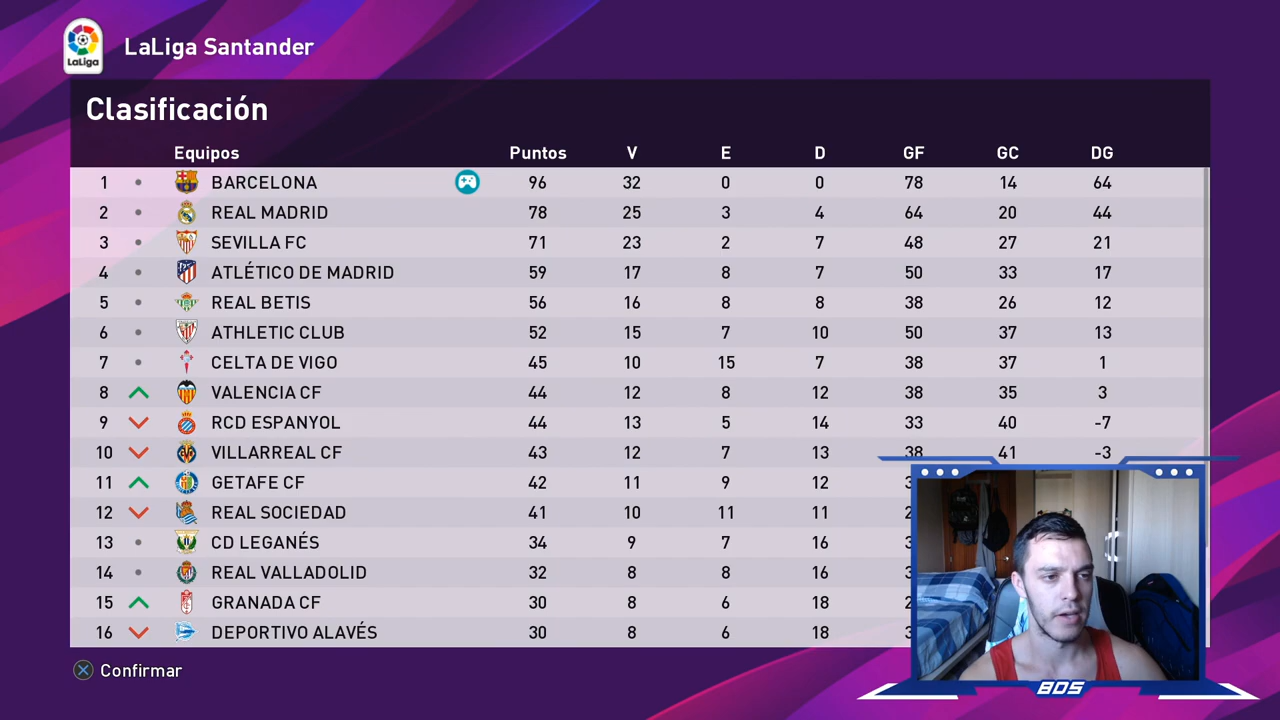 LaLiga
LaLiga Santander
Clasificación
Equipos Puntos V E D GF GC DG
1 BARCELONA 96 32 0 0 78 14 64
2 REAL MADRID 78 25 3 4 64 20 44
3 SEVILLA FC 71 23 2 7 48 27 21
4 ATLÉTICO DE MADRID 59 17 8 7 50 33 17
5 REAL BETIS 56 16 8 8 38 26 12
6 ATHLETIC CLUB 52 15 7 10 50 37 13
7 CELTA DE VIGO 45 10 15 7 38 37 1
8 VALENCIA CF 44 12 8 12 38 35 3
9 RCD ESPANYOL 44 13 5 14 33 40 -7
10 VILLARREAL CF 43 12 7 13 38 41 -3
11 GETAFE CF 42 11 9 12
12 REAL SOCIEDAD 41 10 11 11
13 CD LEGANÉS 34 9 7 16
14 REAL VALLADOLID 32 8 8 16
15 GRANADA CF 30 8 6 18
16 DEPORTIVO ALAVÉS 30 8 6 18
Confirmar
BDS